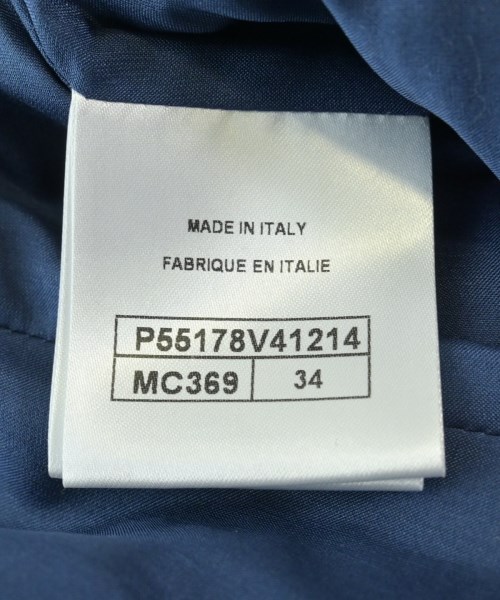 MADE IN ITALY
FABRIQUE EN ITALIE
P55178V41214
MC369 34